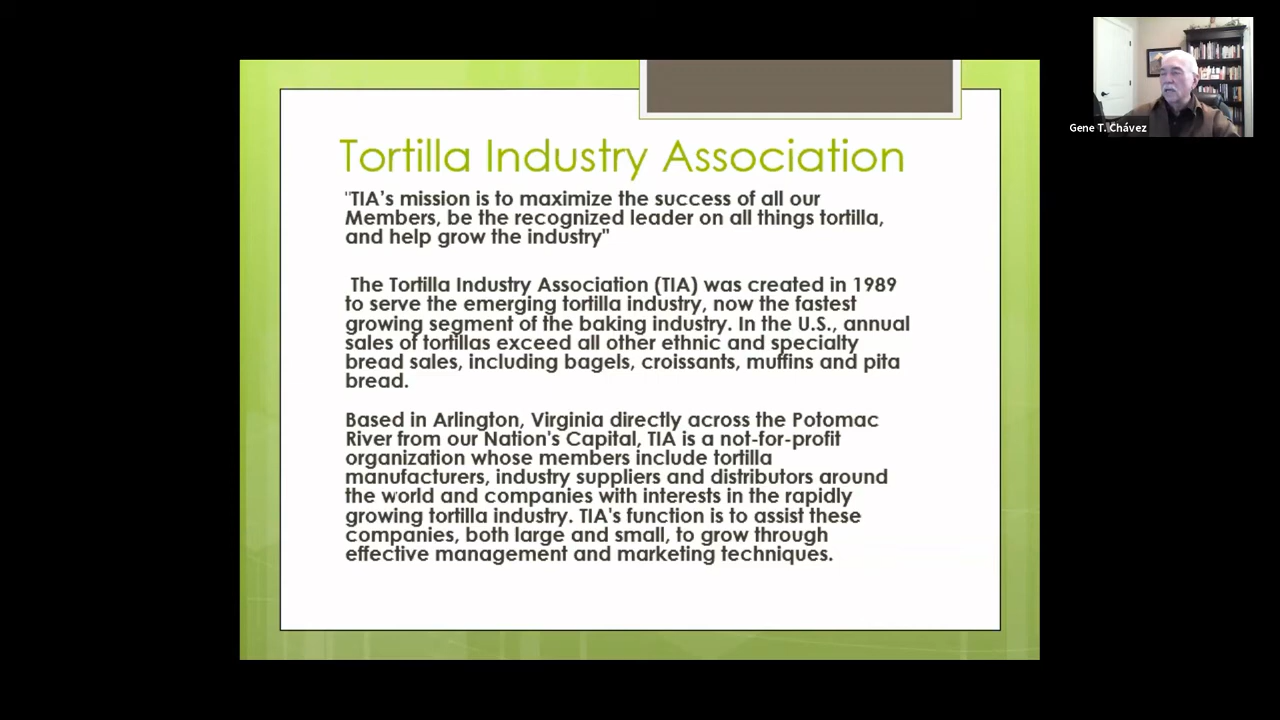 Gene T. Chávez
Tortilla Industry Association
"TIA's mission is to maximize the success of all our
Members, be the recognized leader on all things tortilla,
and help grow the industry"
The Tortilla Industry Association (TIA) was created in 1989
to serve the emerging tortilla industry, now the fastest
growing segment of the baking industry. In the U.S., annual
sales of tortillas exceed all other ethnic and specialty
bread sales, including bagels, croissants, muffins and pita
bread.
Based in Arlington, Virginia directly across the Potomac
River from our Nation's Capital, TIA is a not-for-profit
organization whose members include tortilla
manufacturers, industry suppliers and distributors around
the world and companies with interests in the rapidly
growing tortilla industry. TIA's function is to assist these
companies, both large and small, to grow through
effective management and marketing techniques.